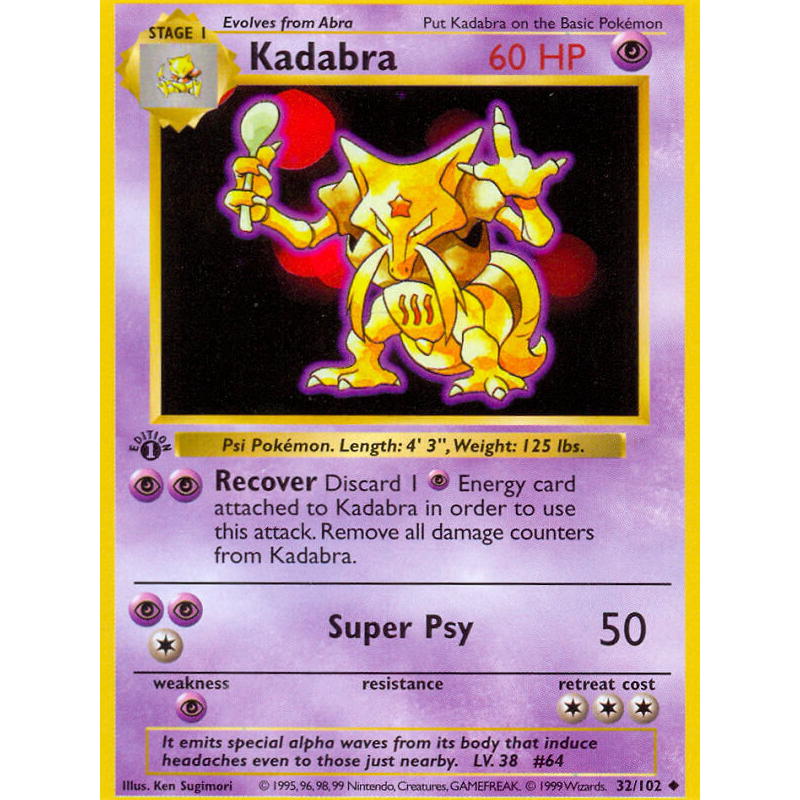 STAGE 1
Evolves from Abra
Put Kadabra on the Basic Pokémon
Kadabra
60 HP
EDITION
1
Psi Pokémon. Length: 4' 3", Weight: 125 lbs.
Recover Discard 1 Energy card
attached to Kadabra in order to use
this attack. Remove all damage counters
from Kadabra.
Super Psy
50
weakness
resistance
retreat cost
It emits special alpha waves from its body that induce
headaches even to those just nearby. LV. 38 #64
Illus. Ken Sugimori
© 1995, 96, 98, 99 Nintendo, Creatures, GAMEFREAK. © 1999 Wizards.
32/102